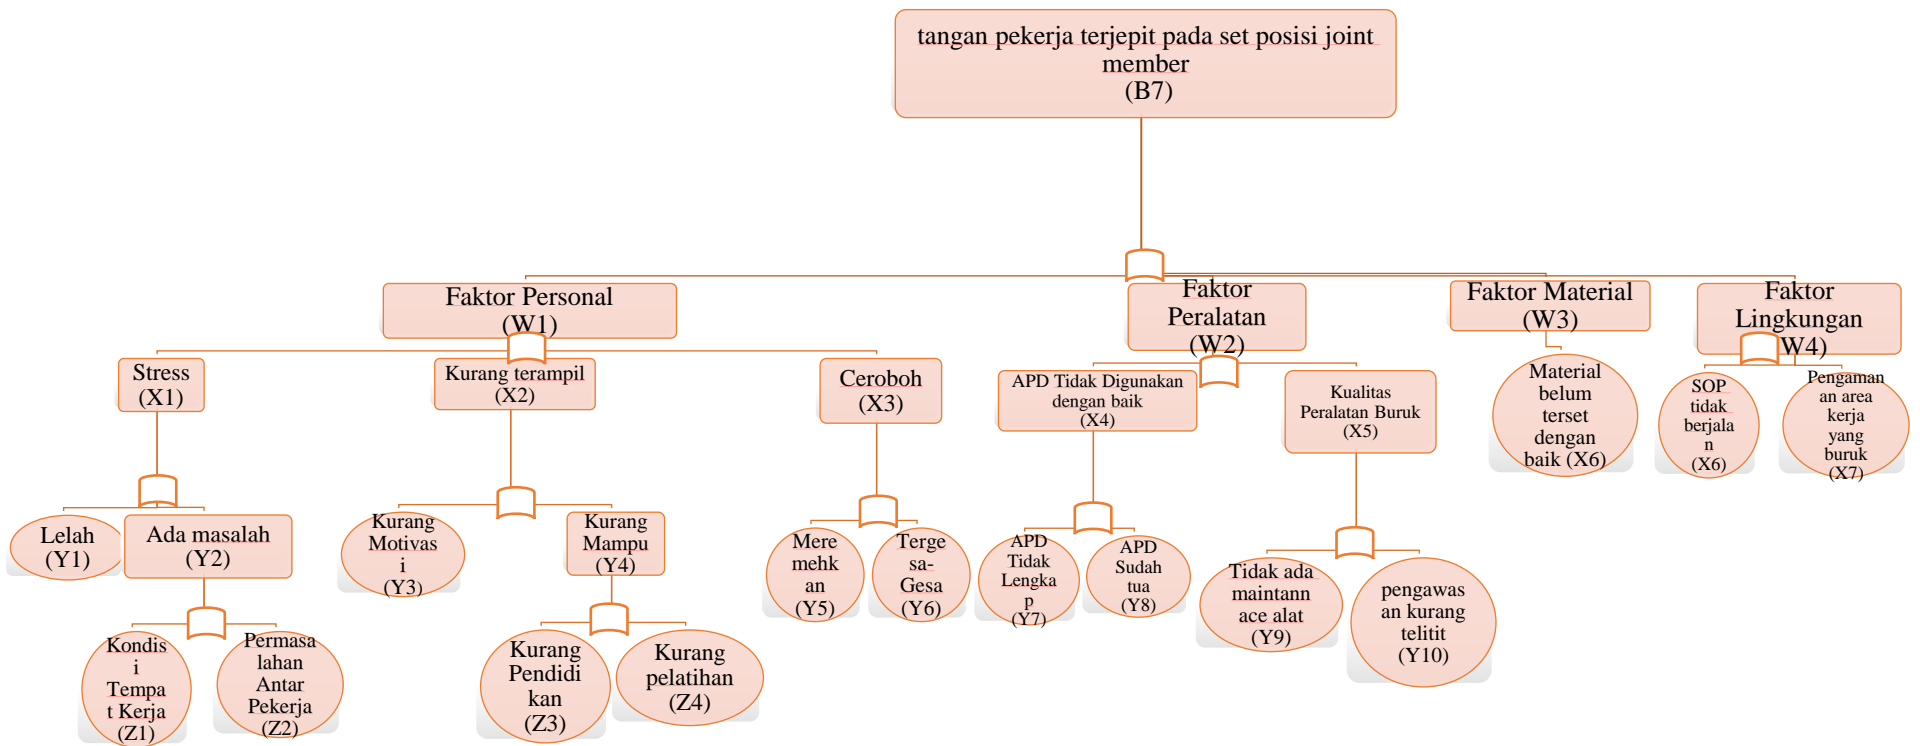 tangan pekerja terjepit pada set posisi joint
member
(B7)
Faktor Personal
(W1)
Faktor
Peralatan
(W2)
Faktor Material
(W3)
Faktor
Lingkungan
(W4)
Stress
(X1)
Kurang terampil
(X2)
Ceroboh
(X3)
APD Tidak Digunakan
dengan baik
(X4)
Kualitas
Peralatan Buruk
(X5)
Material
belum
terset
dengan
baik (X6)
SOP
tidak
berjala
n
(X6)
Pengaman
an area
kerja
yang
buruk
(X7)
Lelah
(Y1)
Ada masalah
(Y2)
Kurang
Motivas
i
(Y3)
Kurang
Mampu
(Y4)
Mere
mehk
an
(Y5)
Terge
sa-
Gesa
(Y6)
APD
Tidak
Lengka
p
(Y7)
APD
Sudah
tua
(Y8)
Tidak ada
maintann
ace alat
(Y9)
pengawas
an kurang
telitit
(Y10)
Kondis
i
Tempa
t Kerja
(Z1)
Permasa
lahan
Antar
Pekerja
(Z2)
Kurang
Pendidi
kan
(Z3)
Kurang
pelatihan
(Z4)